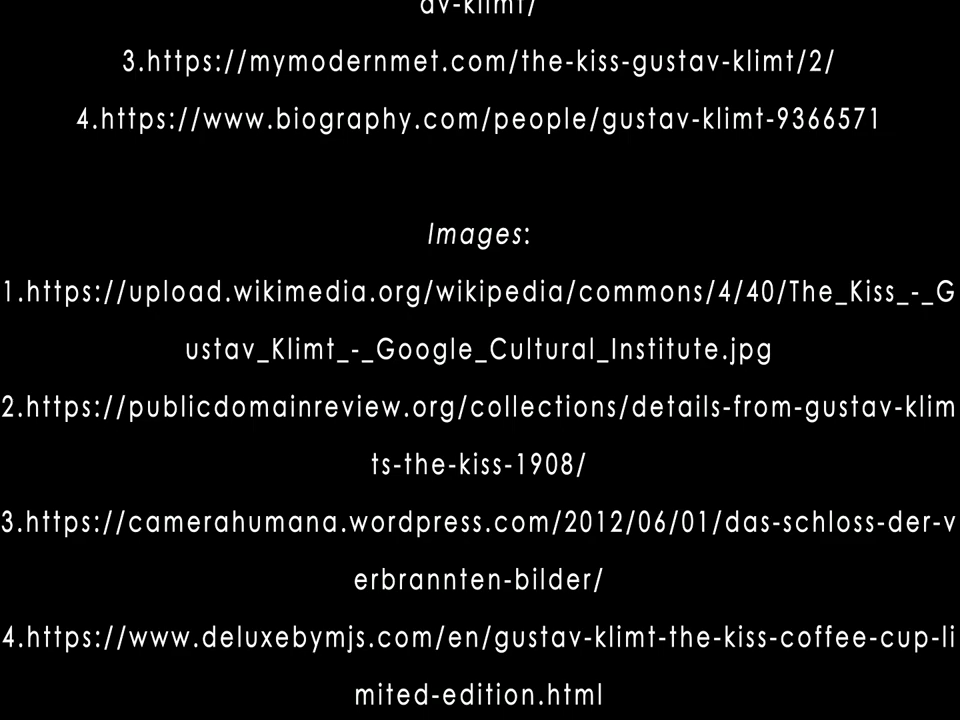 av-klimt/
3.https://mymodernmet.com/the-kiss-gustav-klimt/2/
4.https://www.biography.com/people/gustav-klimt-9366571
Images:
1.https://upload.wikimedia.org/wikipedia/commons/4/40/The_Kiss_-_G
ustav_Klimt_-_Google_Cultural_Institute.jpg
2.https://publicdomainreview.org/collections/details-from-gustav-klim
ts-the-kiss-1908/
3.https://camerahumana.wordpress.com/2012/06/01/das-schloss-der-v
erbrannten-bilder/
4.https://www.deluxebymjs.com/en/gustav-klimt-the-kiss-coffee-cup-li
mited-edition.html